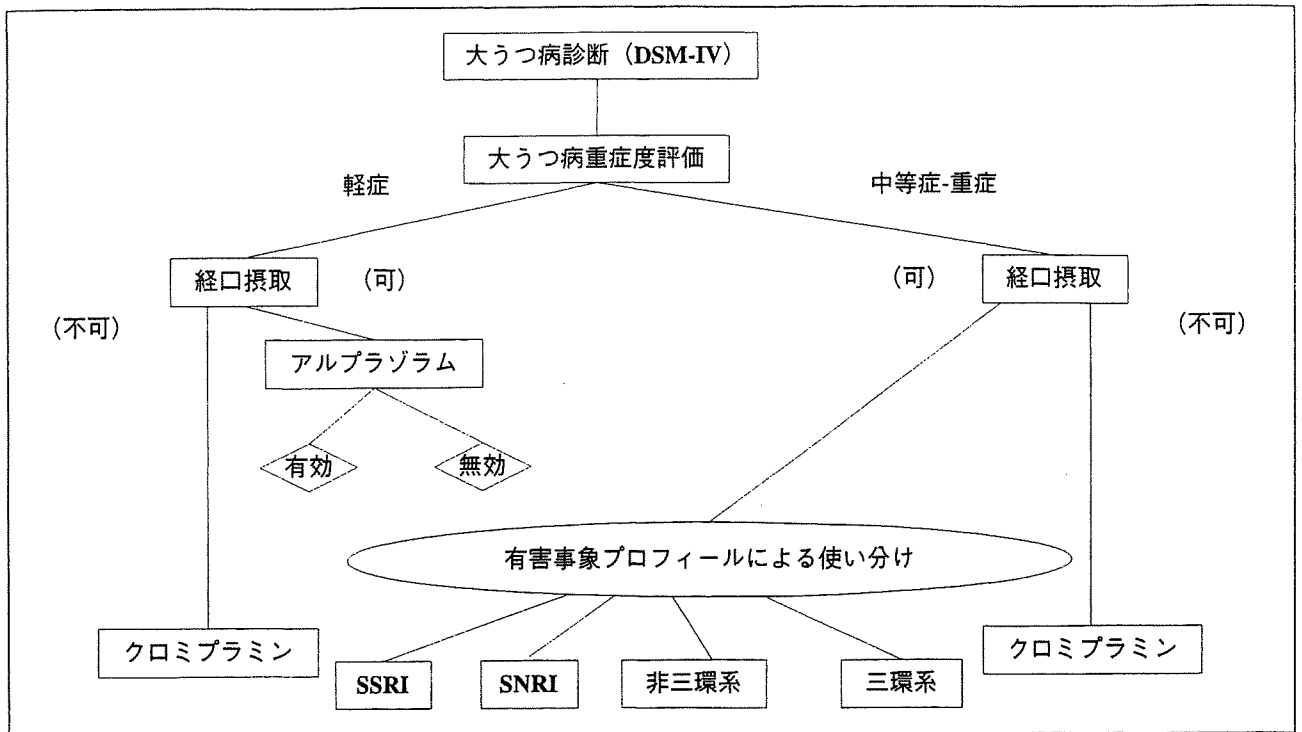 大うつ病診断（DSM-IV）
大うつ病重症度評価
軽症
中等症-重症
経口摂取
（可）
（可）
経口摂取
（不可）
（不可）
アルプラゾラム
有効
無効
有害事象プロフィールによる使い分け
クロミプラミン
クロミプラミン
SSRI
SNRI
非三環系
三環系